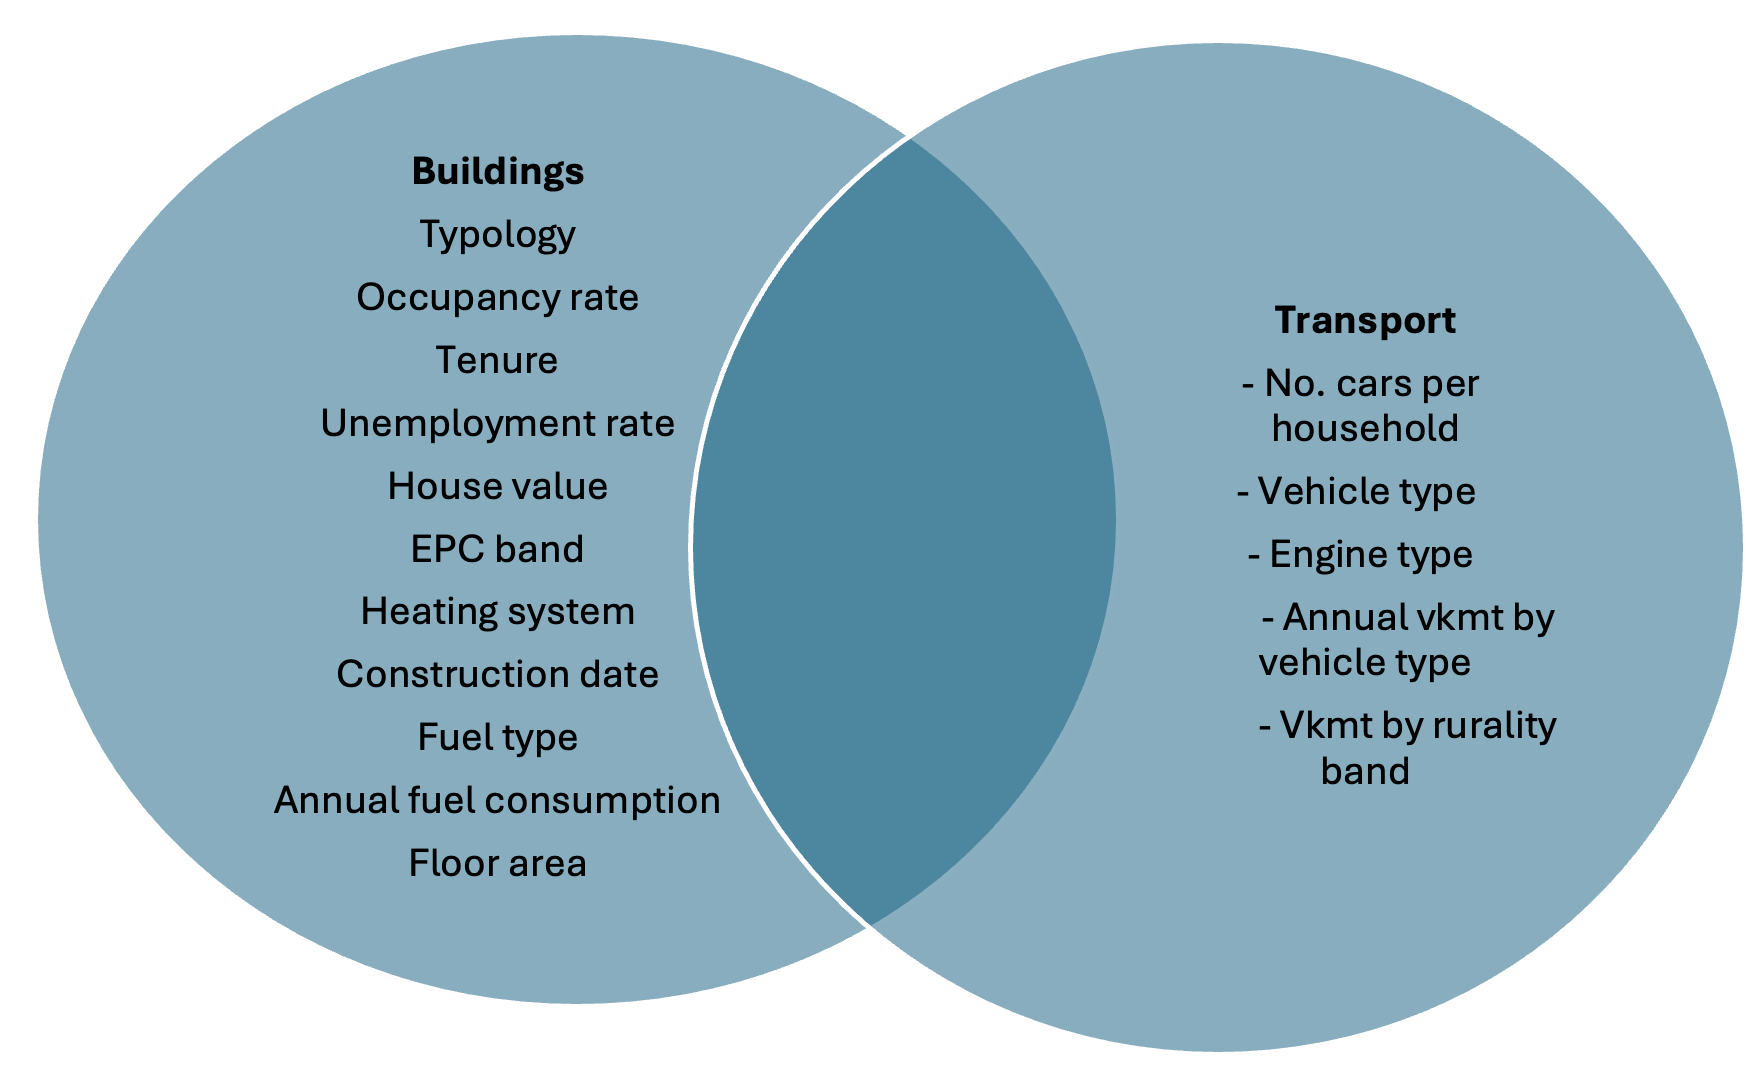 Buildings
Typology
Occupancy rate
Tenure
Unemployment rate
House value
EPC band
Heating system
Construction date
Fuel type
Annual fuel consumption
Floor area
Transport
- No. cars per
household
- Vehicle type
- Engine type
- Annual vkmt by
vehicle type
- Vkmt by rurality
band